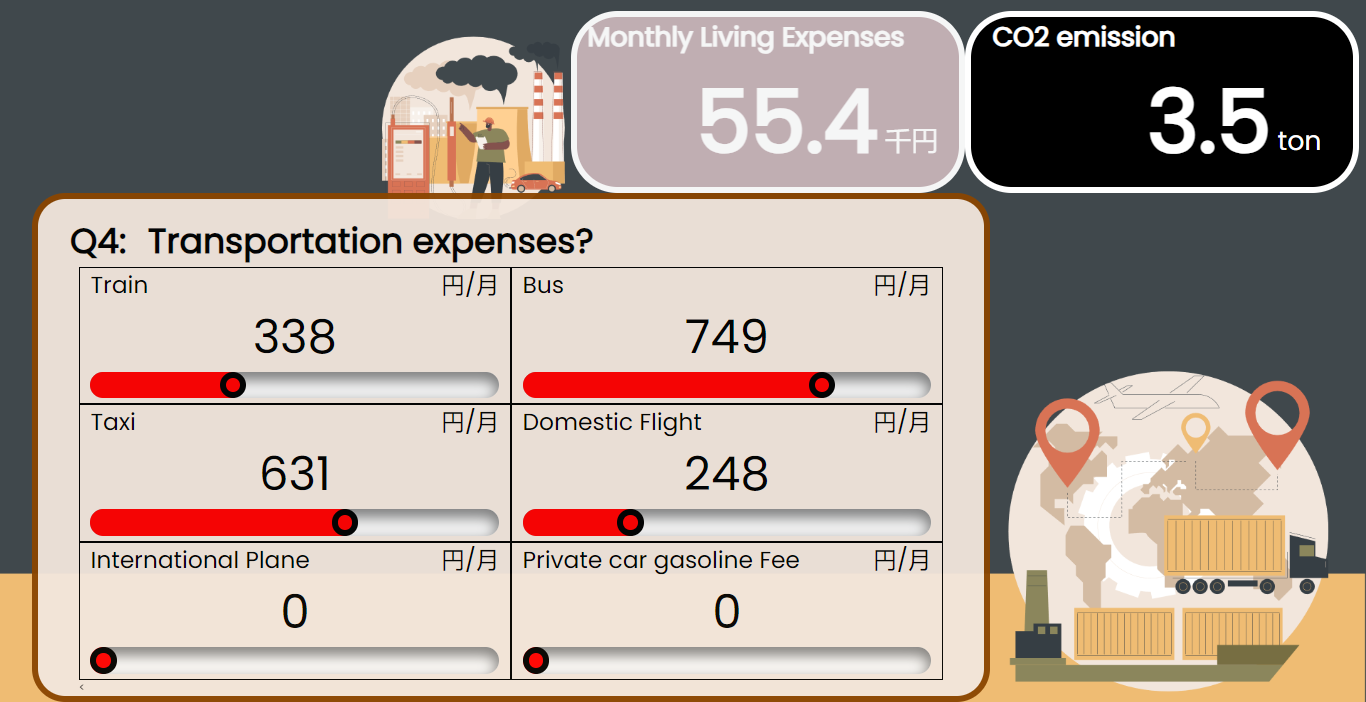 Monthly Living Expenses
55.4 千円
CO2 emission
3.5 ton
Q4: Transportation expenses?
Train 円/月
338
Bus 円/月
749
Taxi 円/月
631
Domestic Flight 円/月
248
International Plane 円/月
0
Private car gasoline Fee 円/月
0
<